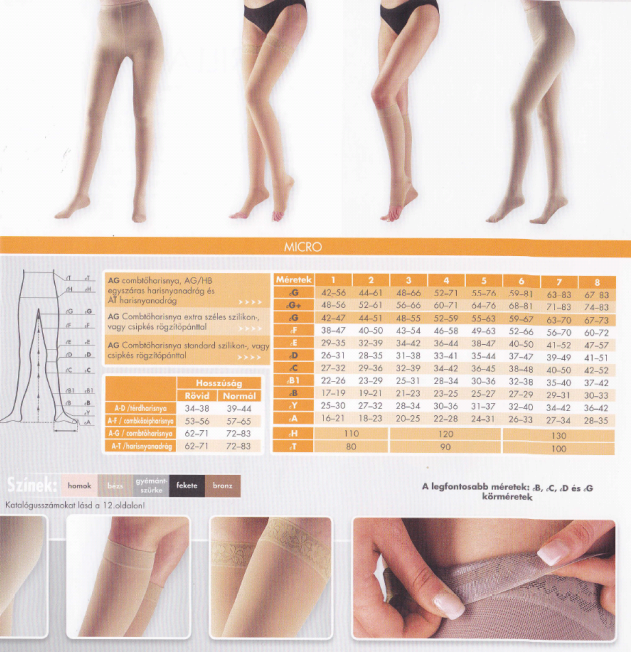 MICRO
AG combtőharisnya, AG/HB
egyszáras harisnyanadrág és
AT harisnyanadrág >>>>
AG Combtőharisnya extra széles szilikon-,
vagy csipkés rögzítőpánttal >>>>
AG Combtőharisnya standard szilikon-, vagy
csipkés rögzítőpánttal >>>>
Méretek 1 2 3 4 5 6 7 8
cG 42–56 44–61 48–66 52–71 55–76 59–81 63–83 67–83
cG+ 48–56 52–61 56–66 60–71 64–76 68–81 71–83 74–83
cG 42–47 44–51 48–55 52–59 55–63 59–67 63–70 67–73
cF 38–47 40–50 43–54 46–58 49–63 52–66 56–70 60–72
cE 29–35 32–39 34–42 36–44 38–47 40–50 41–52 47–57
cD 26–31 28–35 31–38 33–41 35–44 37–47 39–49 41–51
cC 27–32 29–36 32–39 34–42 36–45 38–48 40–50 42–52
cB1 22–26 23–29 25–31 28–34 30–36 32–38 35–40 37–42
cB 17–19 19–21 21–23 23–25 25–27 27–29 29–31 30–33
cY 25–30 27–32 28–34 30–36 31–37 32–40 34–42 36–42
cA 16–21 18–23 20–25 22–28 24–31 26–33 27–34 28–35
cH 110 120 130
cT 80 90 100
Hosszúság
Rövid Normál
A-D /térdharisnya 34–38 39–44
A-F / combközépharisnya 53–56 57–65
A-G / combtőharisnya 62–71 72–83
A-T /harisnyanadrág 62–71 72–83
Színek: homok bézs gyémánt-szürke fekete bronz
Katalógusszámokat lásd a 12.oldalon!
A legfontosabb méretek: cB, cC, cD és cG
körméretek